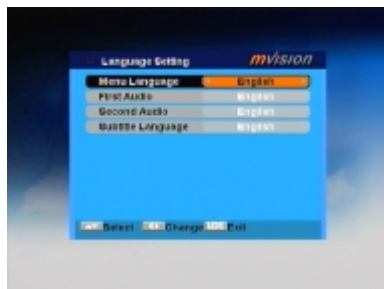 Language Setting mvision
Menu Language English
First Audio English
Second Audio English
Subtitle Language English
Select Change Exit